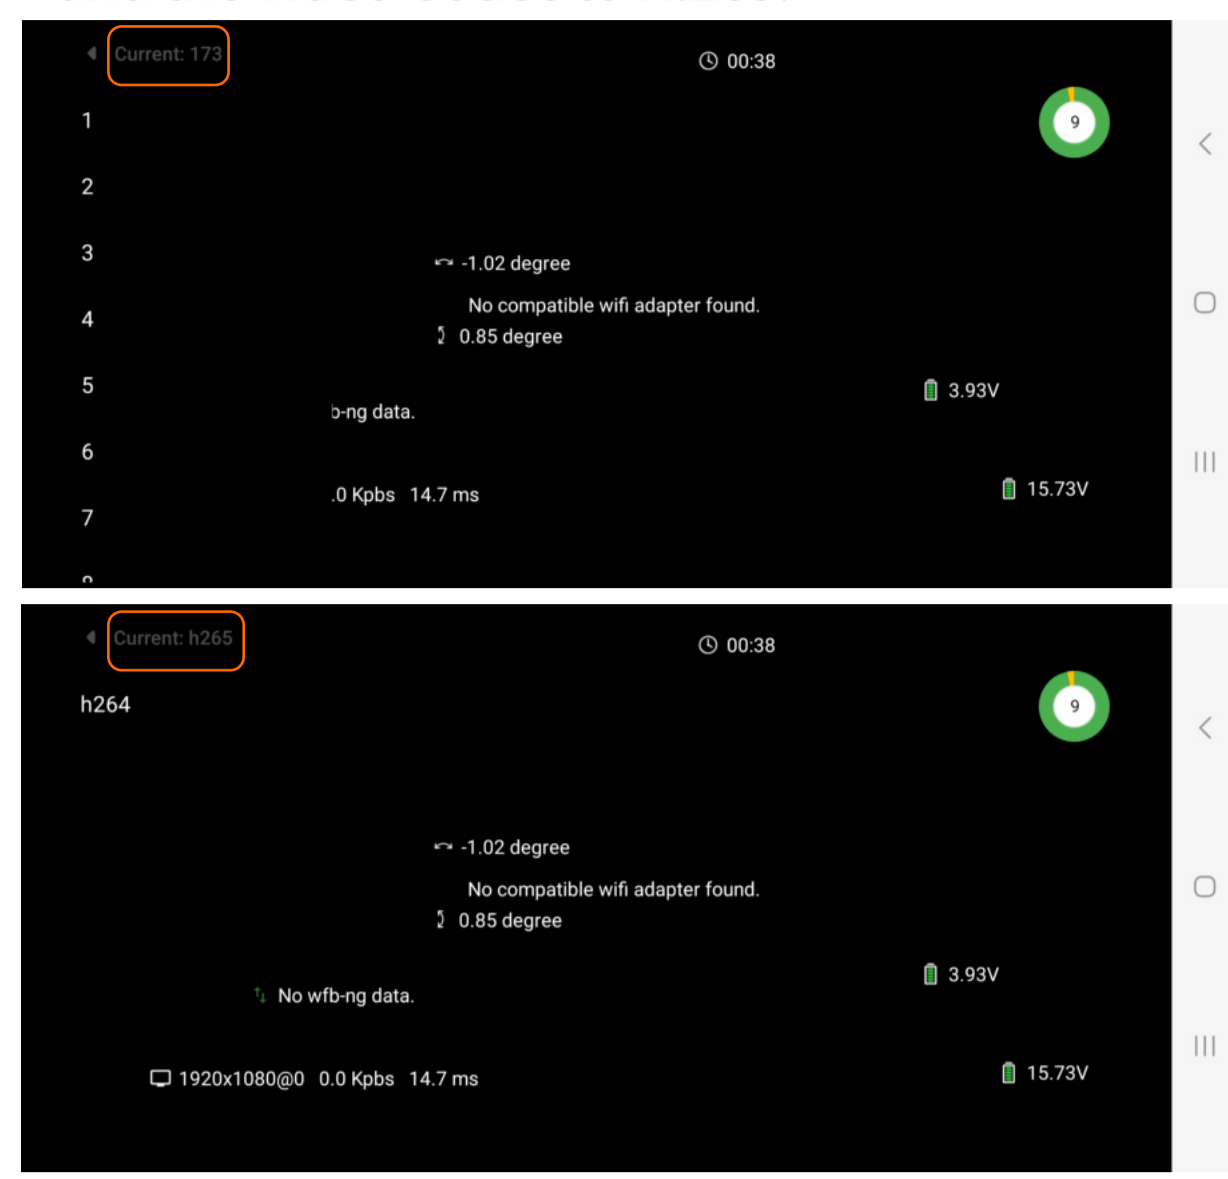 Current: 173
00:38
9
1
2
3
-1.02 degree
No compatible wifi adapter found.
4
0.85 degree
5
3.93V
b-ng data.
6
.0 Kpbs 14.7 ms
15.73V
7
Current: h265
00:38
h264
9
-1.02 degree
No compatible wifi adapter found.
0.85 degree
3.93V
No wfb-ng data.
1920x1080@0 0.0 Kpbs 14.7 ms
15.73V